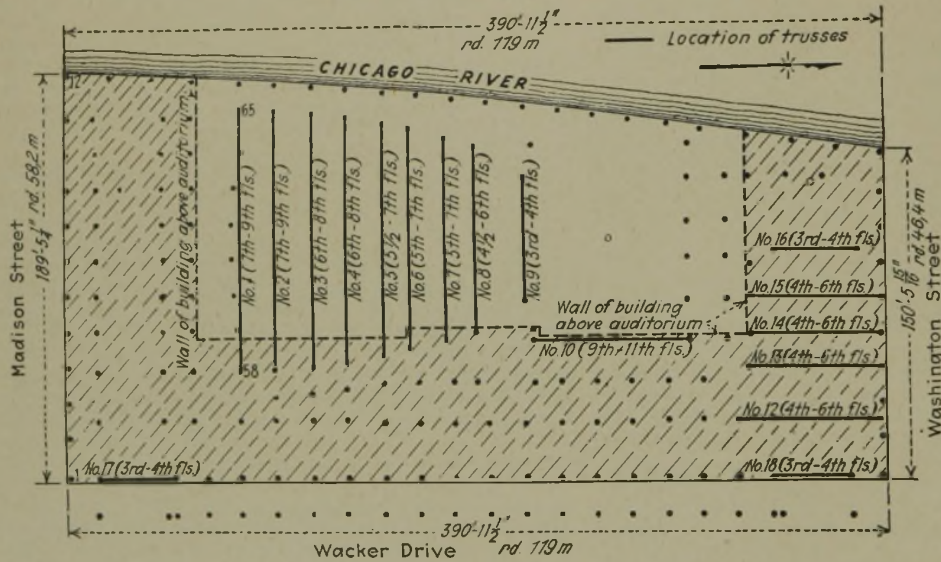 390'-11½"
rd. 179 m
Location of trusses
CHICAGO RIVER
12
65
Madison Street
189'-5¼" rd. 58,2 m
Wall of building above auditorium
No.1 (7th-9th fls.)
No.2 (7th-9th fls.)
No.3 (6th-8th fls.)
No.4 (6th-8th fls.)
No.5 (5½-7th fls.)
No.6 (5th-7th fls.)
No.7 (5th-7th fls.)
No.8 (4½-6th fls.)
No.9 (3rd-4th fls.)
No.16 (3rd-4th fls.)
No.15 (4th-6th fls.)
Wall of building
above auditorium
No.14 (4th-6th fls.)
No.10 (9th-11th fls.)
No.13 (4th-6th fls.)
58
No.12 (4th-6th fls.)
1
No.17 (3rd-4th fls.)
No.18 (3rd-4th fls.)
150'-5 15/16" rd. 46,4 m
Washington Street
390'-11½"
Wacker Drive
rd. 119 m